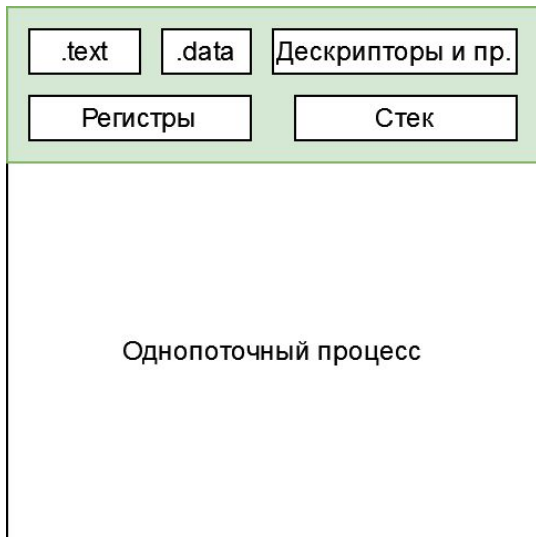 .text .data Дескрипторы и пр.
Регистры Стек
Однопоточный процесс